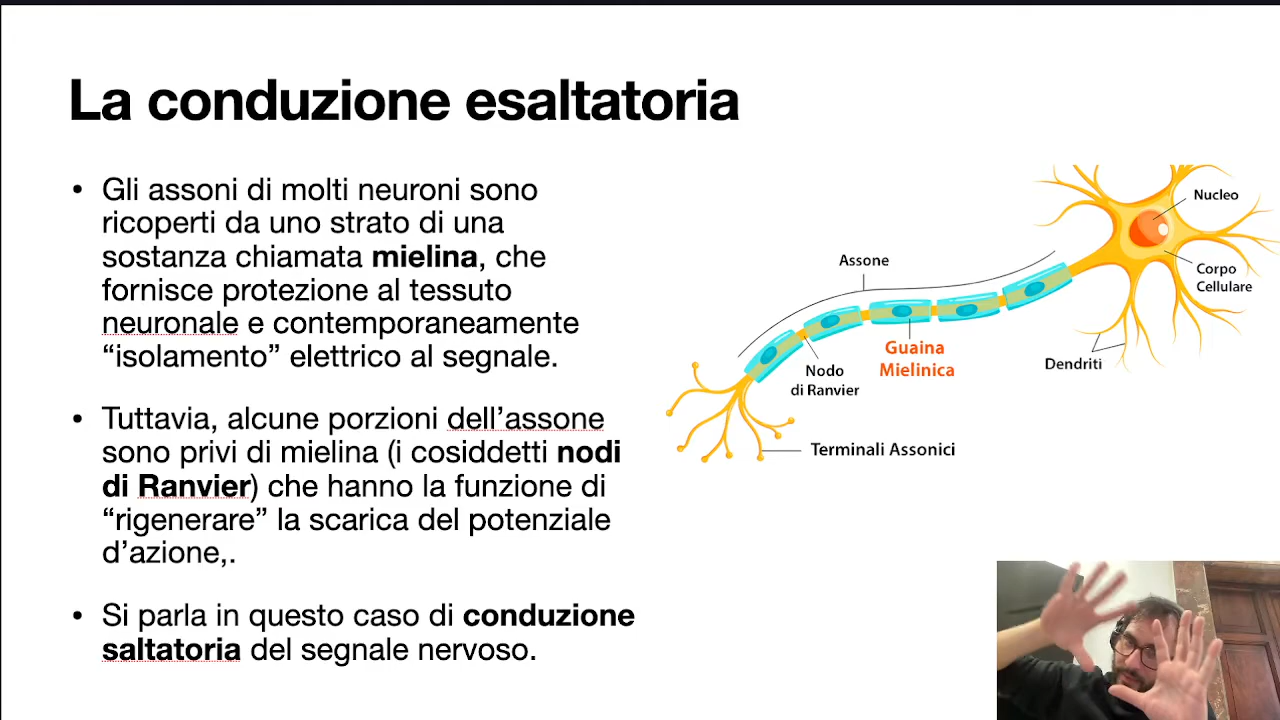 La conduzione esaltatoria
• Gli assoni di molti neuroni sono
ricoperti da uno strato di una
sostanza chiamata mielina, che
fornisce protezione al tessuto
neuronale e contemporaneamente
“isolamento” elettrico al segnale.
• Tuttavia, alcune porzioni dell’assone
sono privi di mielina (i cosiddetti nodi
di Ranvier) che hanno la funzione di
“rigenerare” la scarica del potenziale
d’azione,.
• Si parla in questo caso di conduzione
saltatoria del segnale nervoso.
Nucleo
Assone
Corpo
Cellulare
Guaina
Mielinica
Nodo
di Ranvier
Dendriti
Terminali Assonici